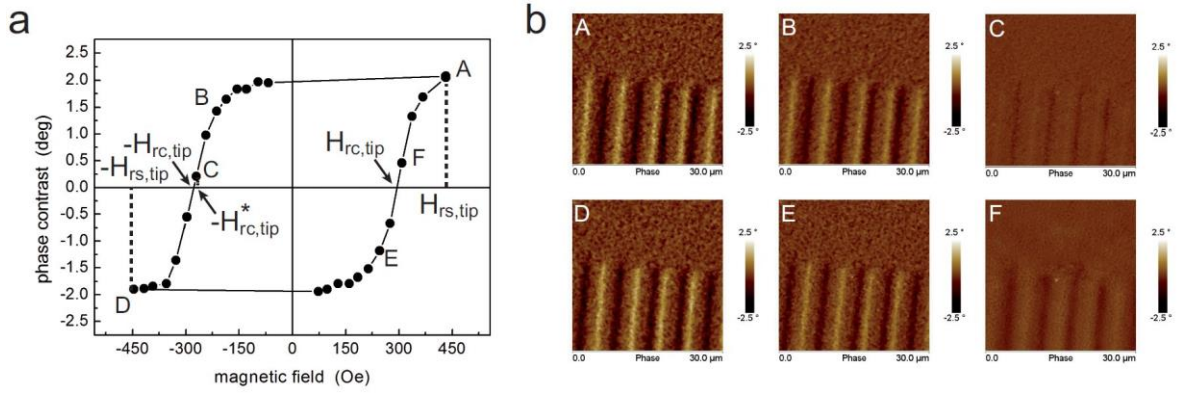 a
phase contrast (deg)
2.5
2.0
1.5
1.0
0.5
0.0
-0.5
-1.0
-1.5
-2.0
-2.5
-450
-300
-150
0
150
300
450
magnetic field (Oe)
A
B
-Hrc,tip
-Hrs,tip
C
-H*rc,tip
Hrc,tip
F
Hrs,tip
E
D
b
A
2.5 °
-2.5 °
0.0 Phase 30.0 µm
B
2.5 °
-2.5 °
0.0 Phase 30.0 µm
C
2.5 °
-2.5 °
0.0 Phase 30.0 µm
D
2.5 °
-2.5 °
0.0 Phase 30.0 µm
E
2.5 °
-2.5 °
0.0 Phase 30.0 µm
F
2.5 °
-2.5 °
0.0 Phase 30.0 µm